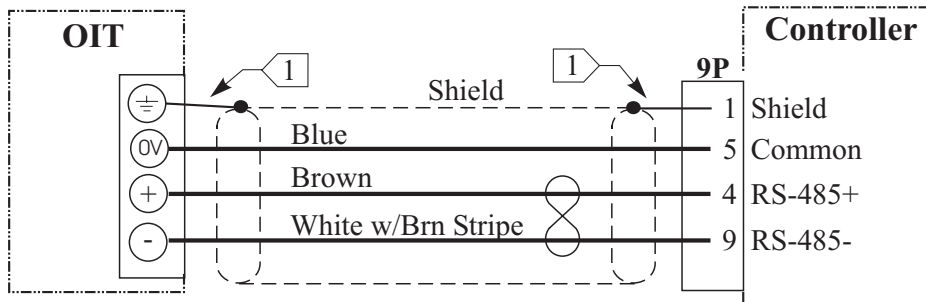 OIT
Controller
1
1
9P
Shield
1 Shield
0V
Blue
5 Common
+
Brown
4 RS-485+
-
White w/Brn Stripe
9 RS-485-